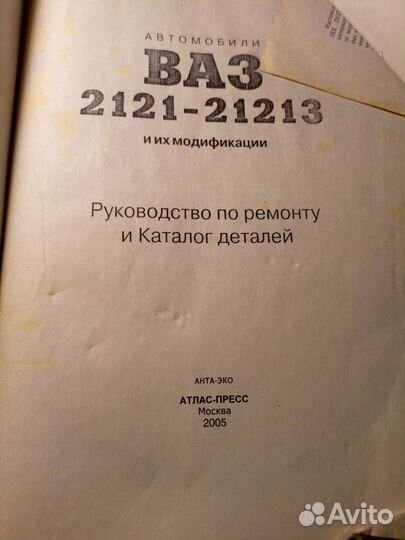 АВТОМОБИЛИ
ВАЗ
2121-21213
и их модификации
Руководство по ремонту
и Каталог деталей
АНТА-ЭКО
АТЛАС-ПРЕСС
Москва
2005
Avito